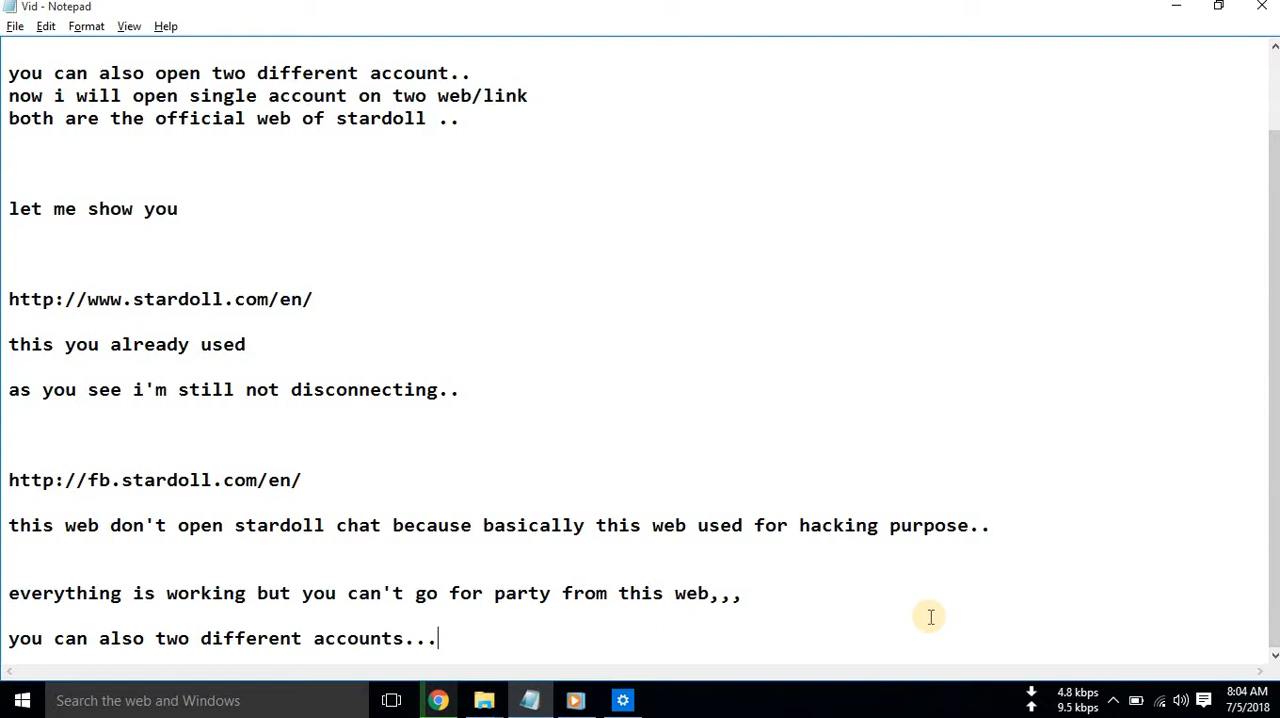 Vid - Notepad
File Edit Format View Help
you can also open two different account..
now i will open single account on two web/link
both are the official web of stardoll ..
let me show you
http://www.stardoll.com/en/
this you already used
as you see i'm still not disconnecting..
http://fb.stardoll.com/en/
this web don't open stardoll chat because basically this web used for hacking purpose..
everything is working but you can't go for party from this web,,,
you can also two different accounts...
Search the web and Windows
4.8 kbps
9.5 kbps
8:04 AM
7/5/2018